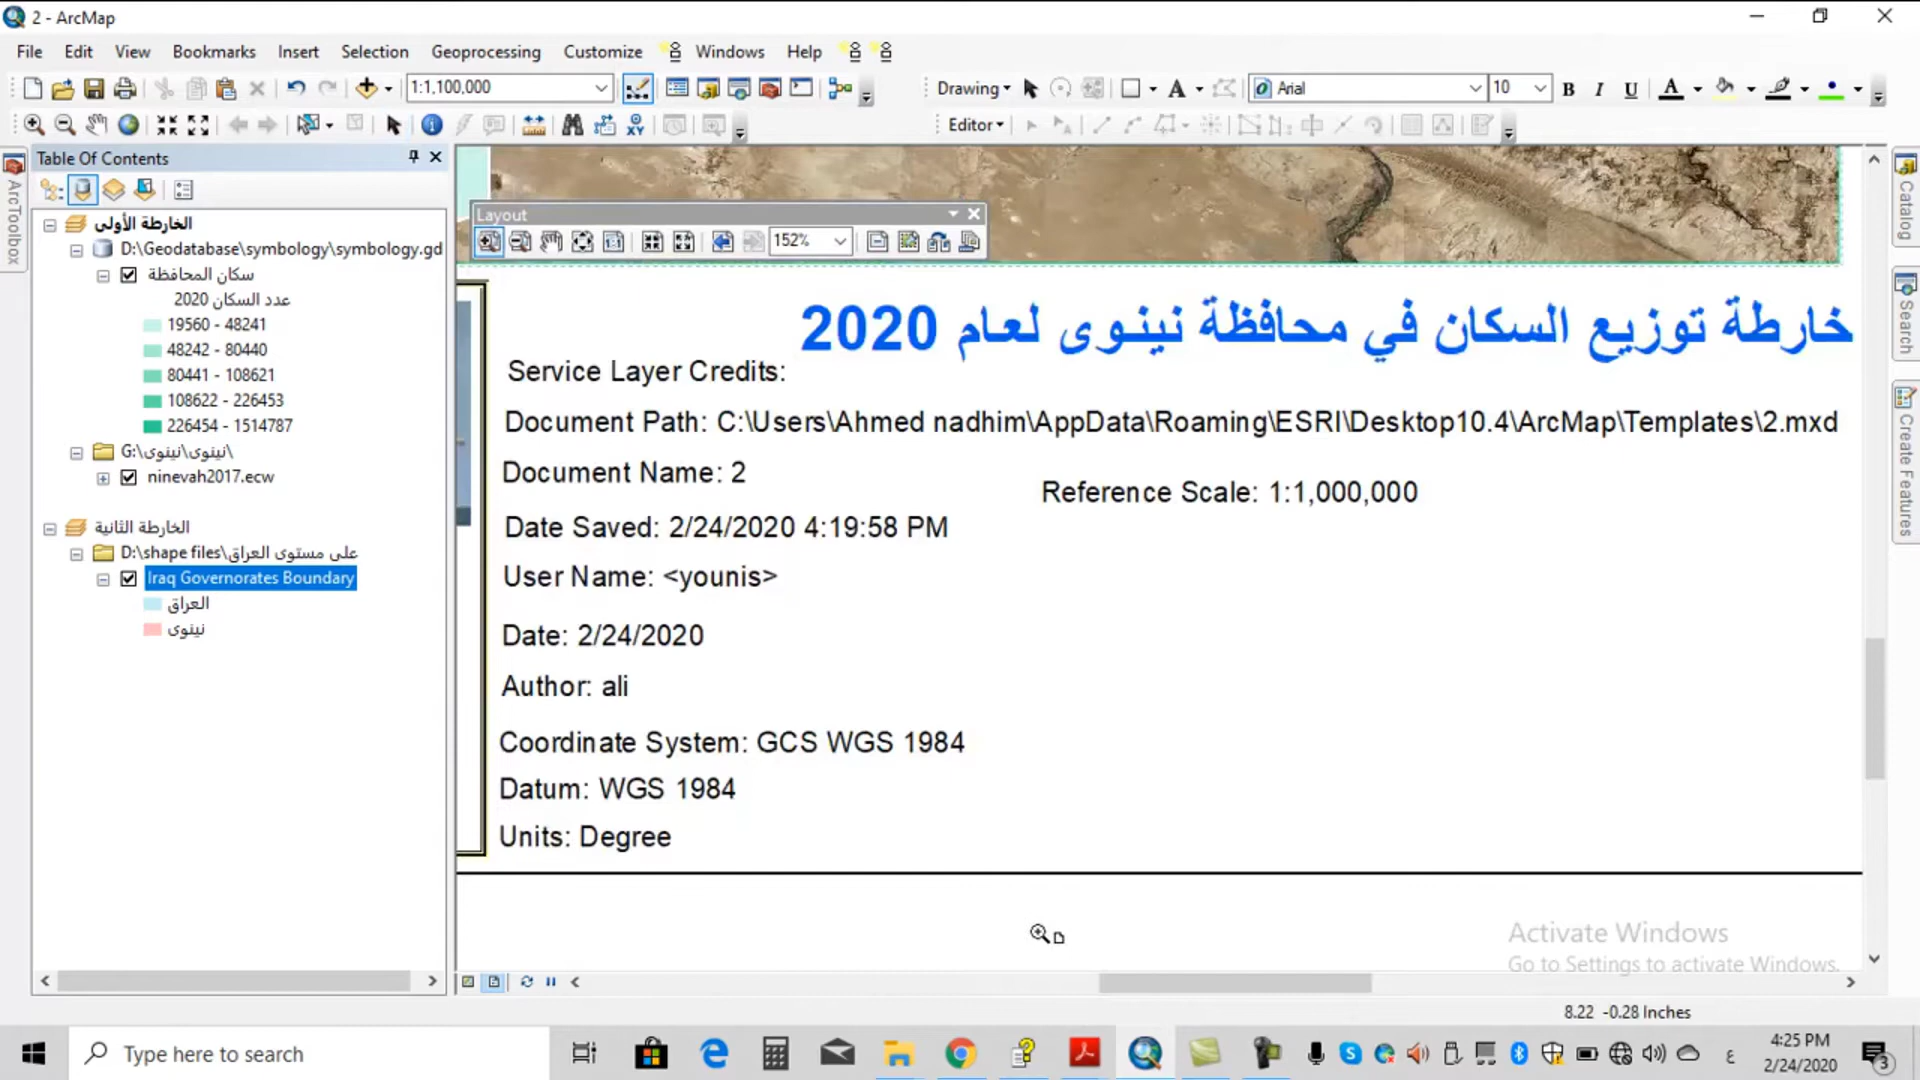 2 - ArcMap
File Edit View Bookmarks Insert Selection Geoprocessing Customize Windows Help
1:1,100,000
Drawing
Arial
10
B I U
Editor
Table Of Contents
ArcToolbox
الخارطة الأولى
D:\Geodatabase\symbology\symbology.gd
سكان المحافظة
عدد السكان 2020
19560 - 48241
48242 - 80440
80441 - 108621
108622 - 226453
226454 - 1514787
G:\نينوى\نينوى\
ninevah2017.ecw
الخارطة الثانية
D:\shape files\على مستوى العراق
Iraq Governorates Boundary
العراق
نينوى
Layout
152%
خارطة توزيع السكان في محافظة نينوى لعام 2020
Service Layer Credits:
Document Path: C:\Users\Ahmed nadhim\AppData\Roaming\ESRI\Desktop10.4\ArcMap\Templates\2.mxd
Document Name: 2
Reference Scale: 1:1,000,000
Date Saved: 2/24/2020 4:19:58 PM
User Name: <younis>
Date: 2/24/2020
Author: ali
Coordinate System: GCS WGS 1984
Datum: WGS 1984
Units: Degree
Catalog
Search
Create Features
Activate Windows
Go to Settings to activate Windows.
8.22 -0.28 Inches
Type here to search
ع
4:25 PM
2/24/2020
3